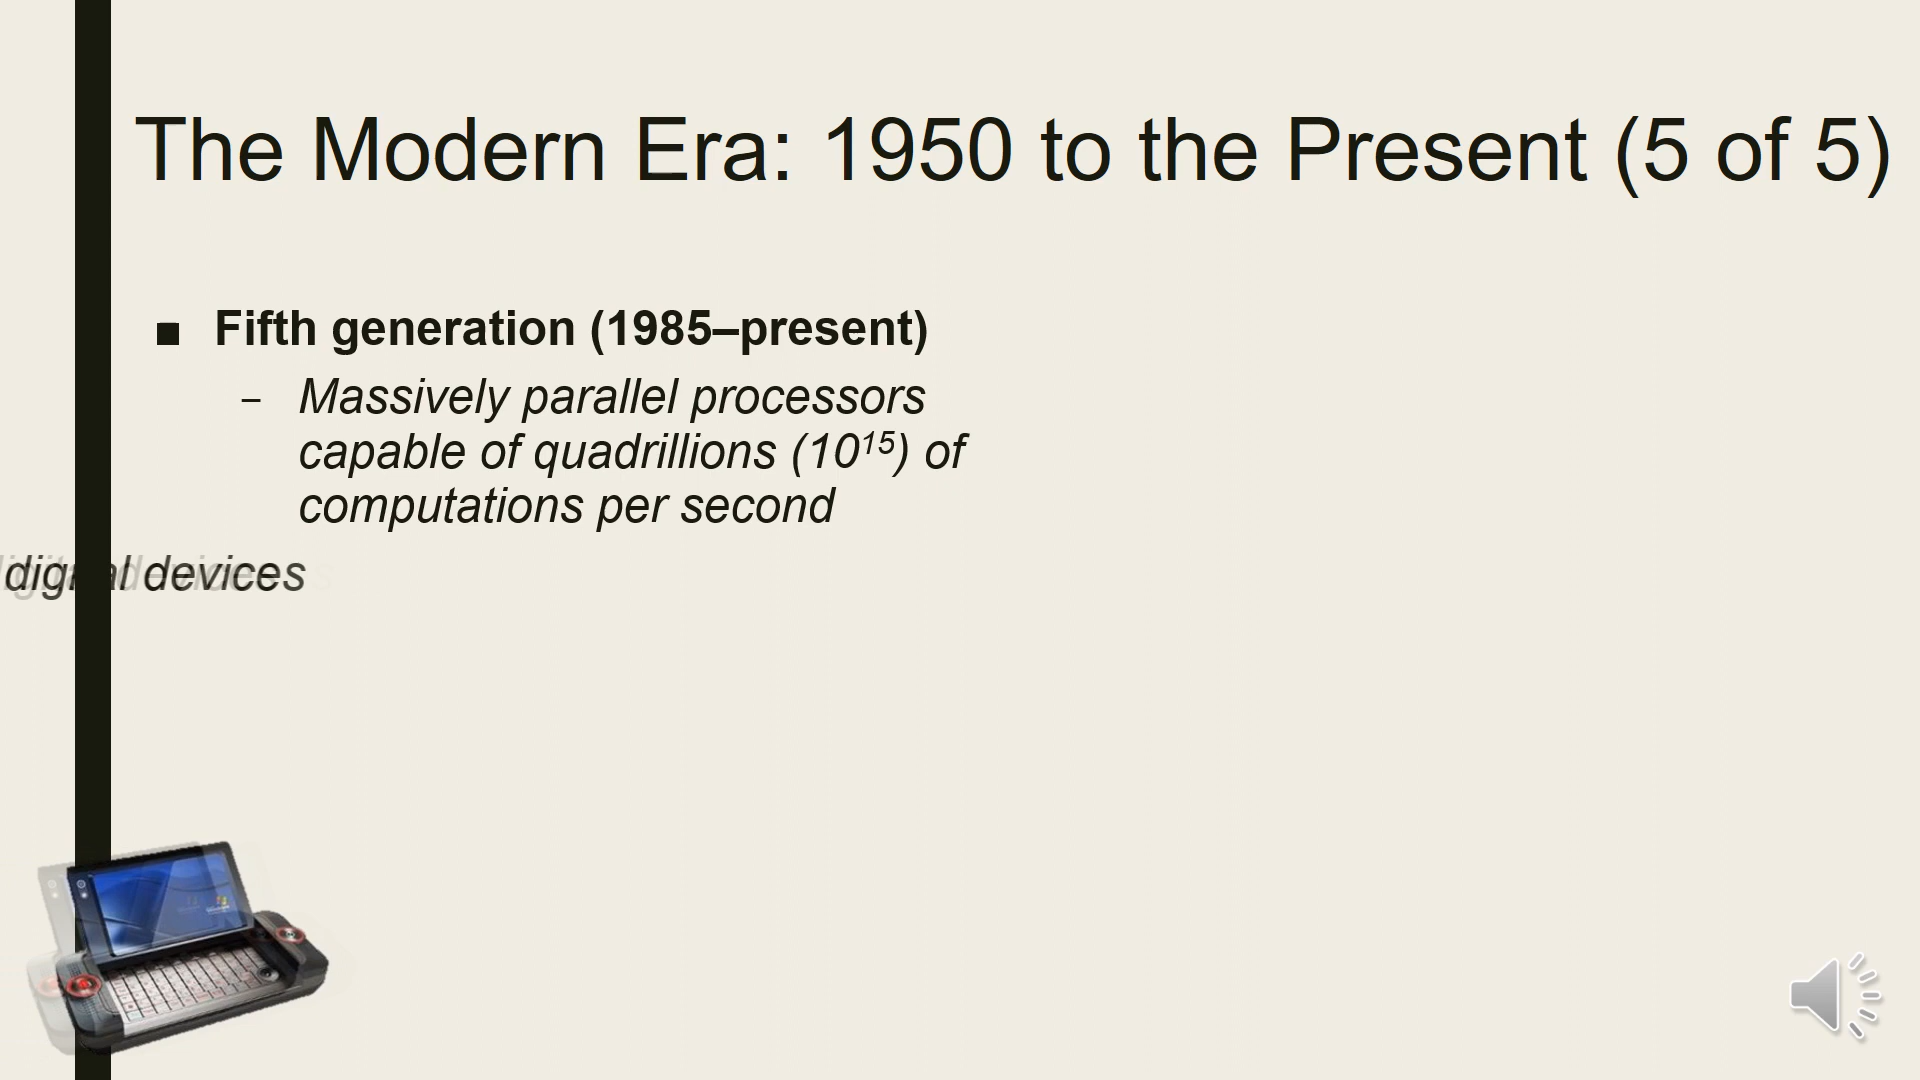 The Modern Era: 1950 to the Present (5 of 5)
■ Fifth generation (1985–present)
– Massively parallel processors
capable of quadrillions (10¹⁵) of
computations per second
devices